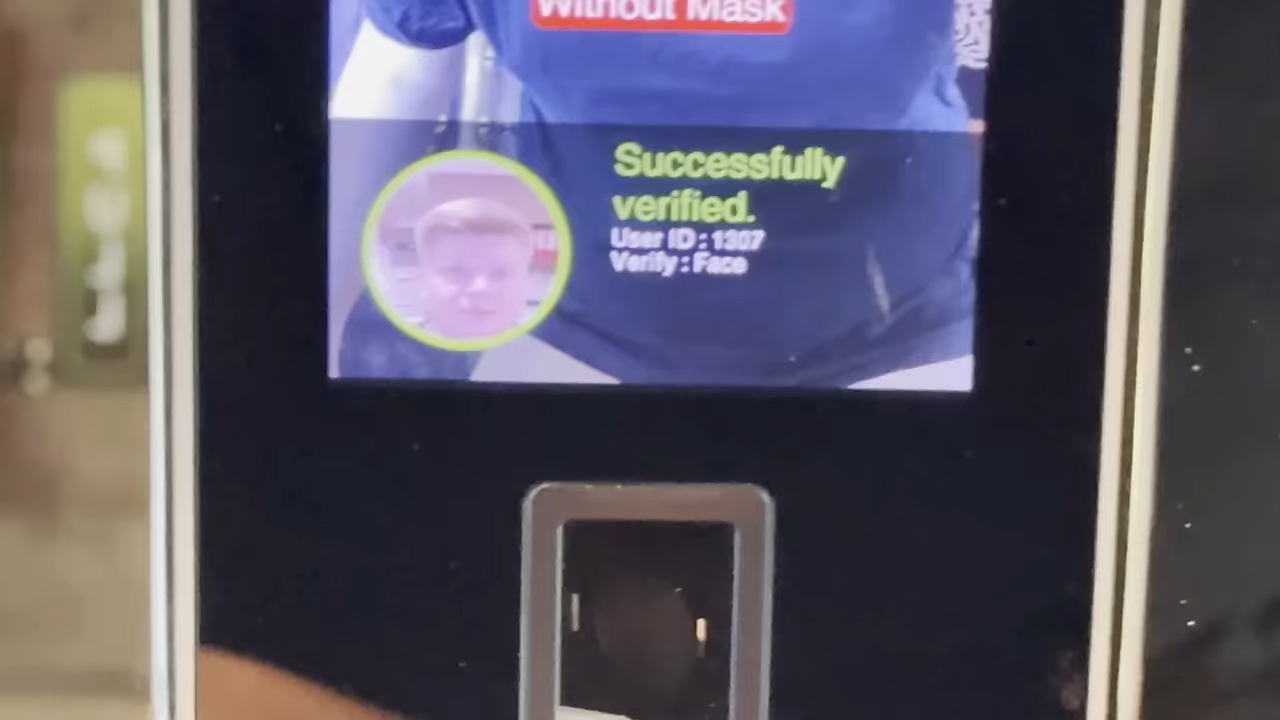 Without Mask
Successfully
verified.
User ID : 1307
Verify : Face